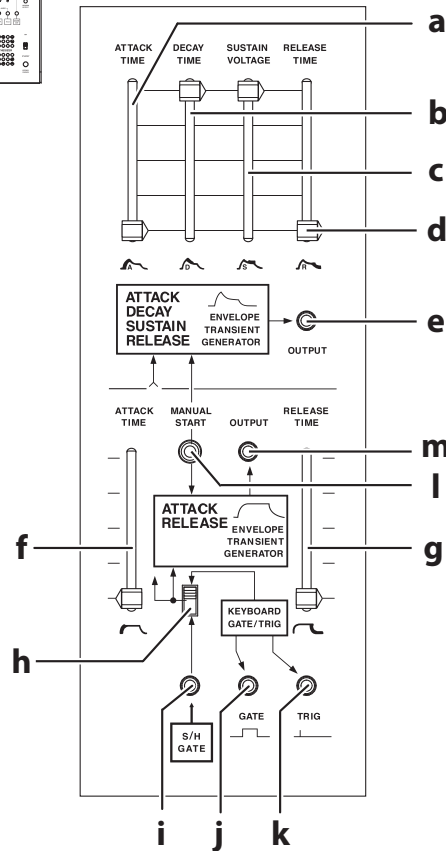 a
ATTACK TIME
DECAY TIME
SUSTAIN VOLTAGE
RELEASE TIME
b
c
d
A
D
S
R
ATTACK
DECAY
SUSTAIN
RELEASE
ENVELOPE
TRANSIENT
GENERATOR
e
OUTPUT
ATTACK TIME
MANUAL START
OUTPUT
RELEASE TIME
m
l
ATTACK
RELEASE
ENVELOPE
TRANSIENT
GENERATOR
f
g
KEYBOARD
GATE/TRIG
h
GATE
TRIG
S/H
GATE
i
j
k